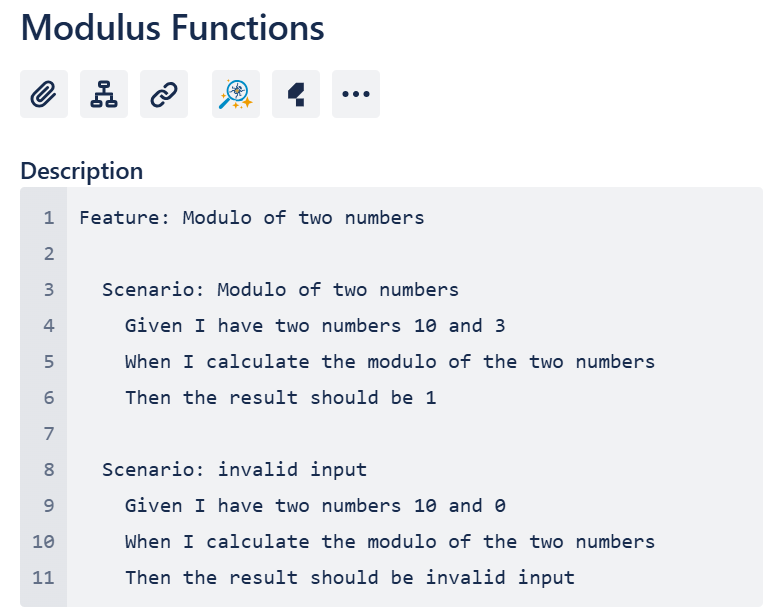 Modulus Functions
Description
1 Feature: Modulo of two numbers
2
3 Scenario: Modulo of two numbers
4 Given I have two numbers 10 and 3
5 When I calculate the modulo of the two numbers
6 Then the result should be 1
7
8 Scenario: invalid input
9 Given I have two numbers 10 and 0
10 When I calculate the modulo of the two numbers
11 Then the result should be invalid input